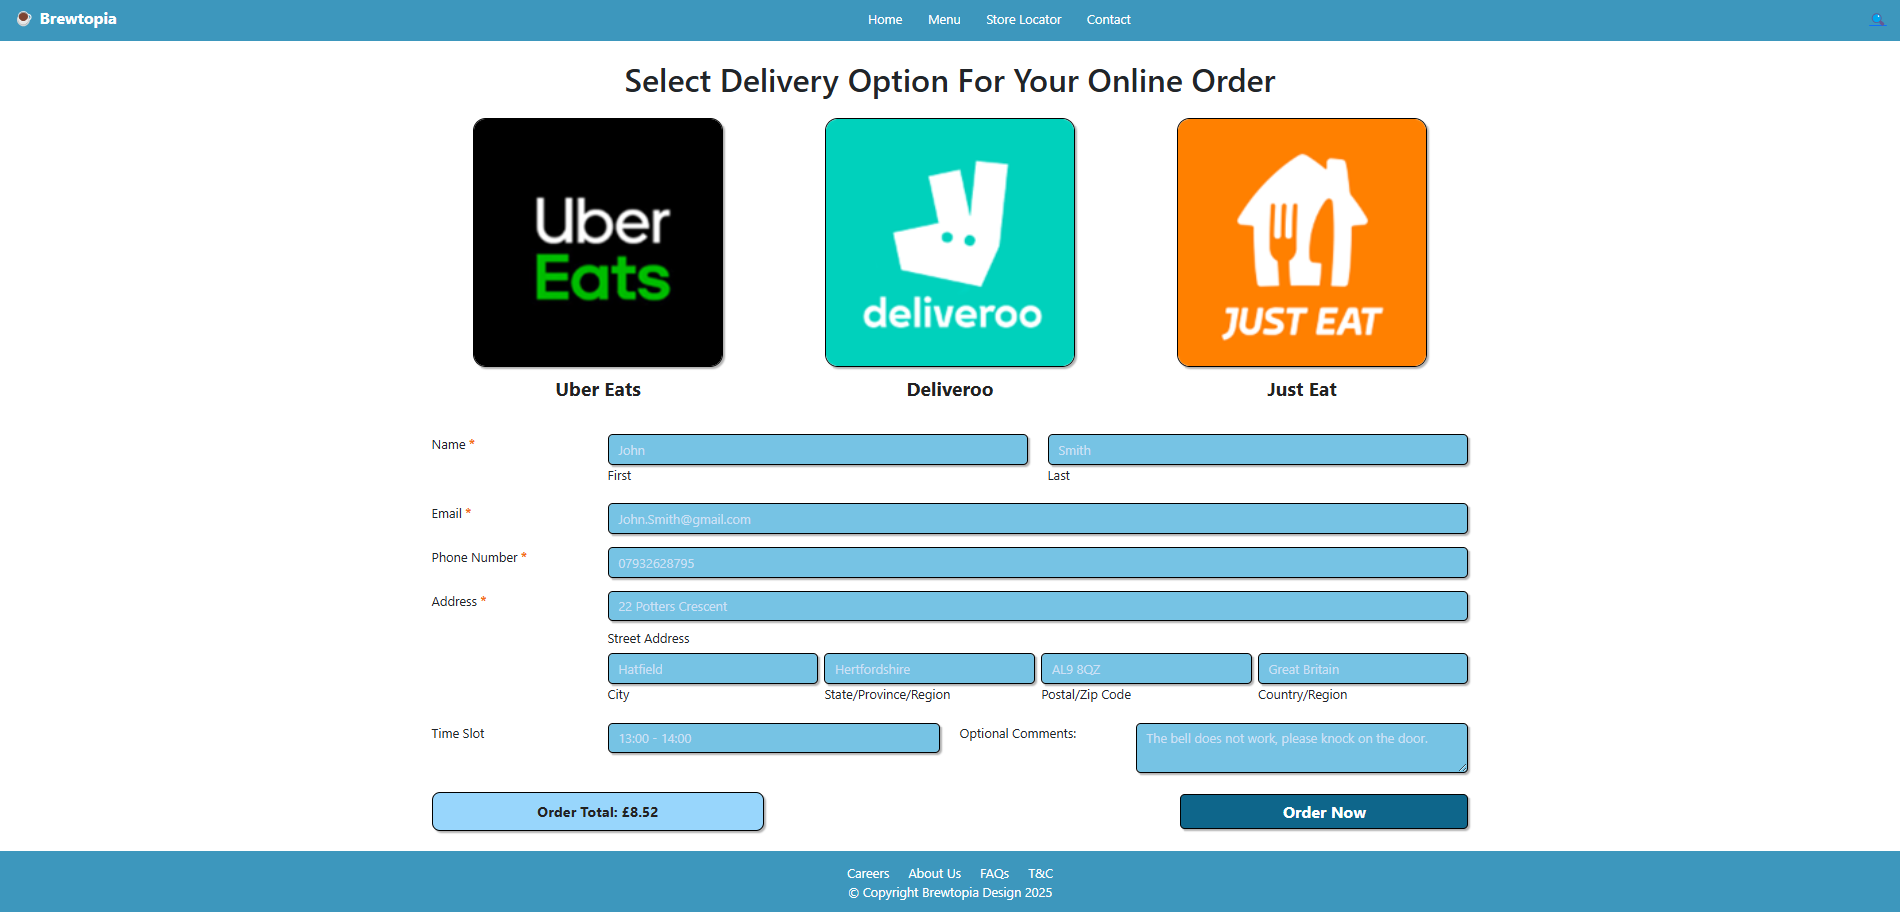 Brewtopia
Home Menu Store Locator Contact
Select Delivery Option For Your Online Order
Uber
Eats
deliveroo
JUST EAT
Uber Eats Deliveroo Just Eat
Name * John Smith
First Last
Email * John.Smith@gmail.com
Phone Number * 07932628795
Address * 22 Potters Crescent
Street Address
Hatfield Hertfordshire AL9 8QZ Great Britain
City State/Province/Region Postal/Zip Code Country/Region
Time Slot 13:00 - 14:00 Optional Comments: The bell does not work, please knock on the door.
Order Total: £8.52 Order Now
Careers About Us FAQs T&C
© Copyright Brewtopia Design 2025